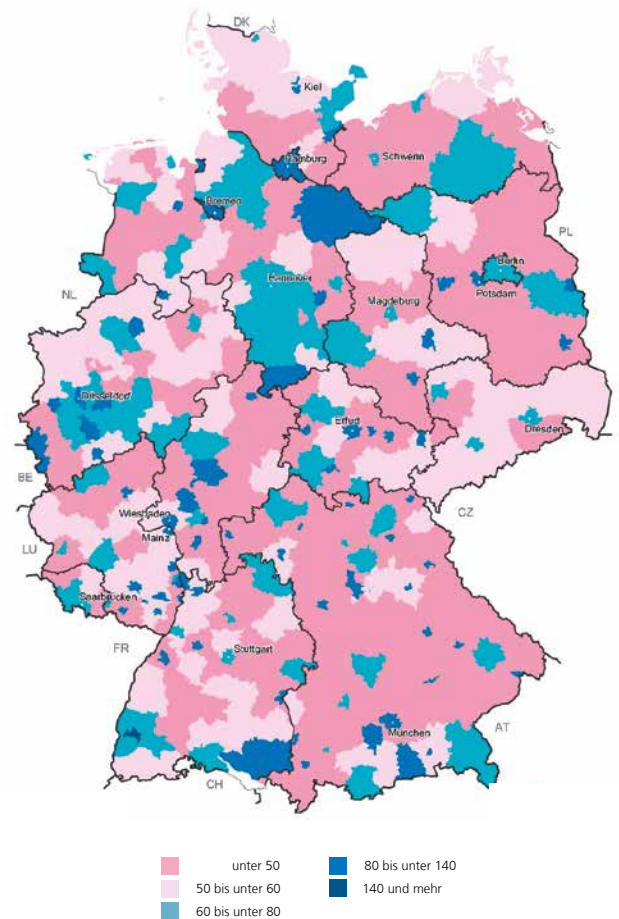 DK
Kiel
Hamburg
Schwerin
Bremen
PL
Berlin
Hannover
NL
Potsdam
Magdeburg
Düsseldorf
Erfurt
Dresden
BE
Wiesbaden
CZ
Mainz
LU
Saarbrücken
FR
Stuttgart
AT
München
CH
unter 50
80 bis unter 140
50 bis unter 60
140 und mehr
60 bis unter 80